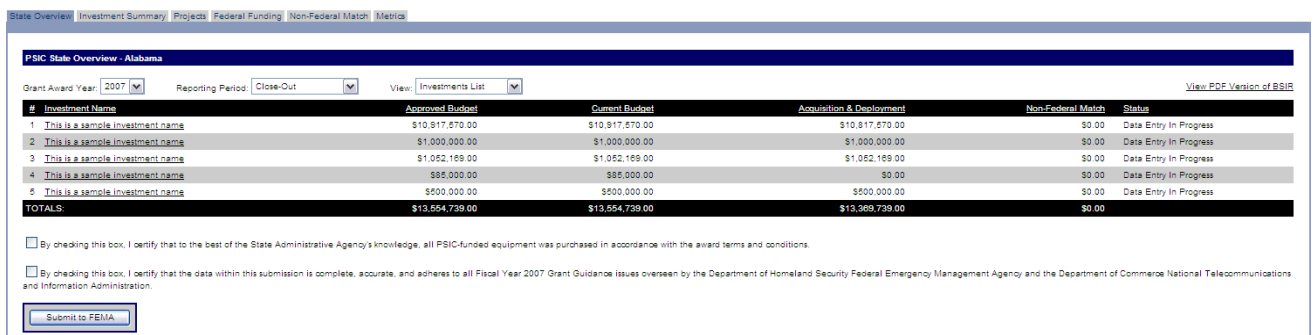 State Overview Investment Summary Projects Federal Funding Non-Federal Match Metrics
PSIC State Overview - Alabama
Grant Award Year: 2007 Reporting Period: Close-Out View: Investments List View PDF Version of BSIR
# Investment Name Approved Budget Current Budget Acquisition & Deployment Non-Federal Match Status
1 This is a sample investment name $10,917,570.00 $10,917,570.00 $10,817,570.00 $0.00 Data Entry In Progress
2 This is a sample investment name $1,000,000.00 $1,000,000.00 $1,000,000.00 $0.00 Data Entry In Progress
3 This is a sample investment name $1,052,169.00 $1,052,169.00 $1,052,169.00 $0.00 Data Entry In Progress
4 This is a sample investment name $85,000.00 $85,000.00 $0.00 $0.00 Data Entry In Progress
5 This is a sample investment name $500,000.00 $500,000.00 $500,000.00 $0.00 Data Entry In Progress
TOTALS: $13,554,739.00 $13,554,739.00 $13,369,739.00 $0.00
By checking this box, I certify that to the best of the State Administrative Agency's knowledge, all PSIC-funded equipment was purchased in accordance with the award terms and conditions.
By checking this box, I certify that the data within this submission is complete, accurate, and adheres to all Fiscal Year 2007 Grant Guidance issues overseen by the Department of Homeland Security Federal Emergency Management Agency and the Department of Commerce National Telecommunications
and Information Administration.
Submit to FEMA